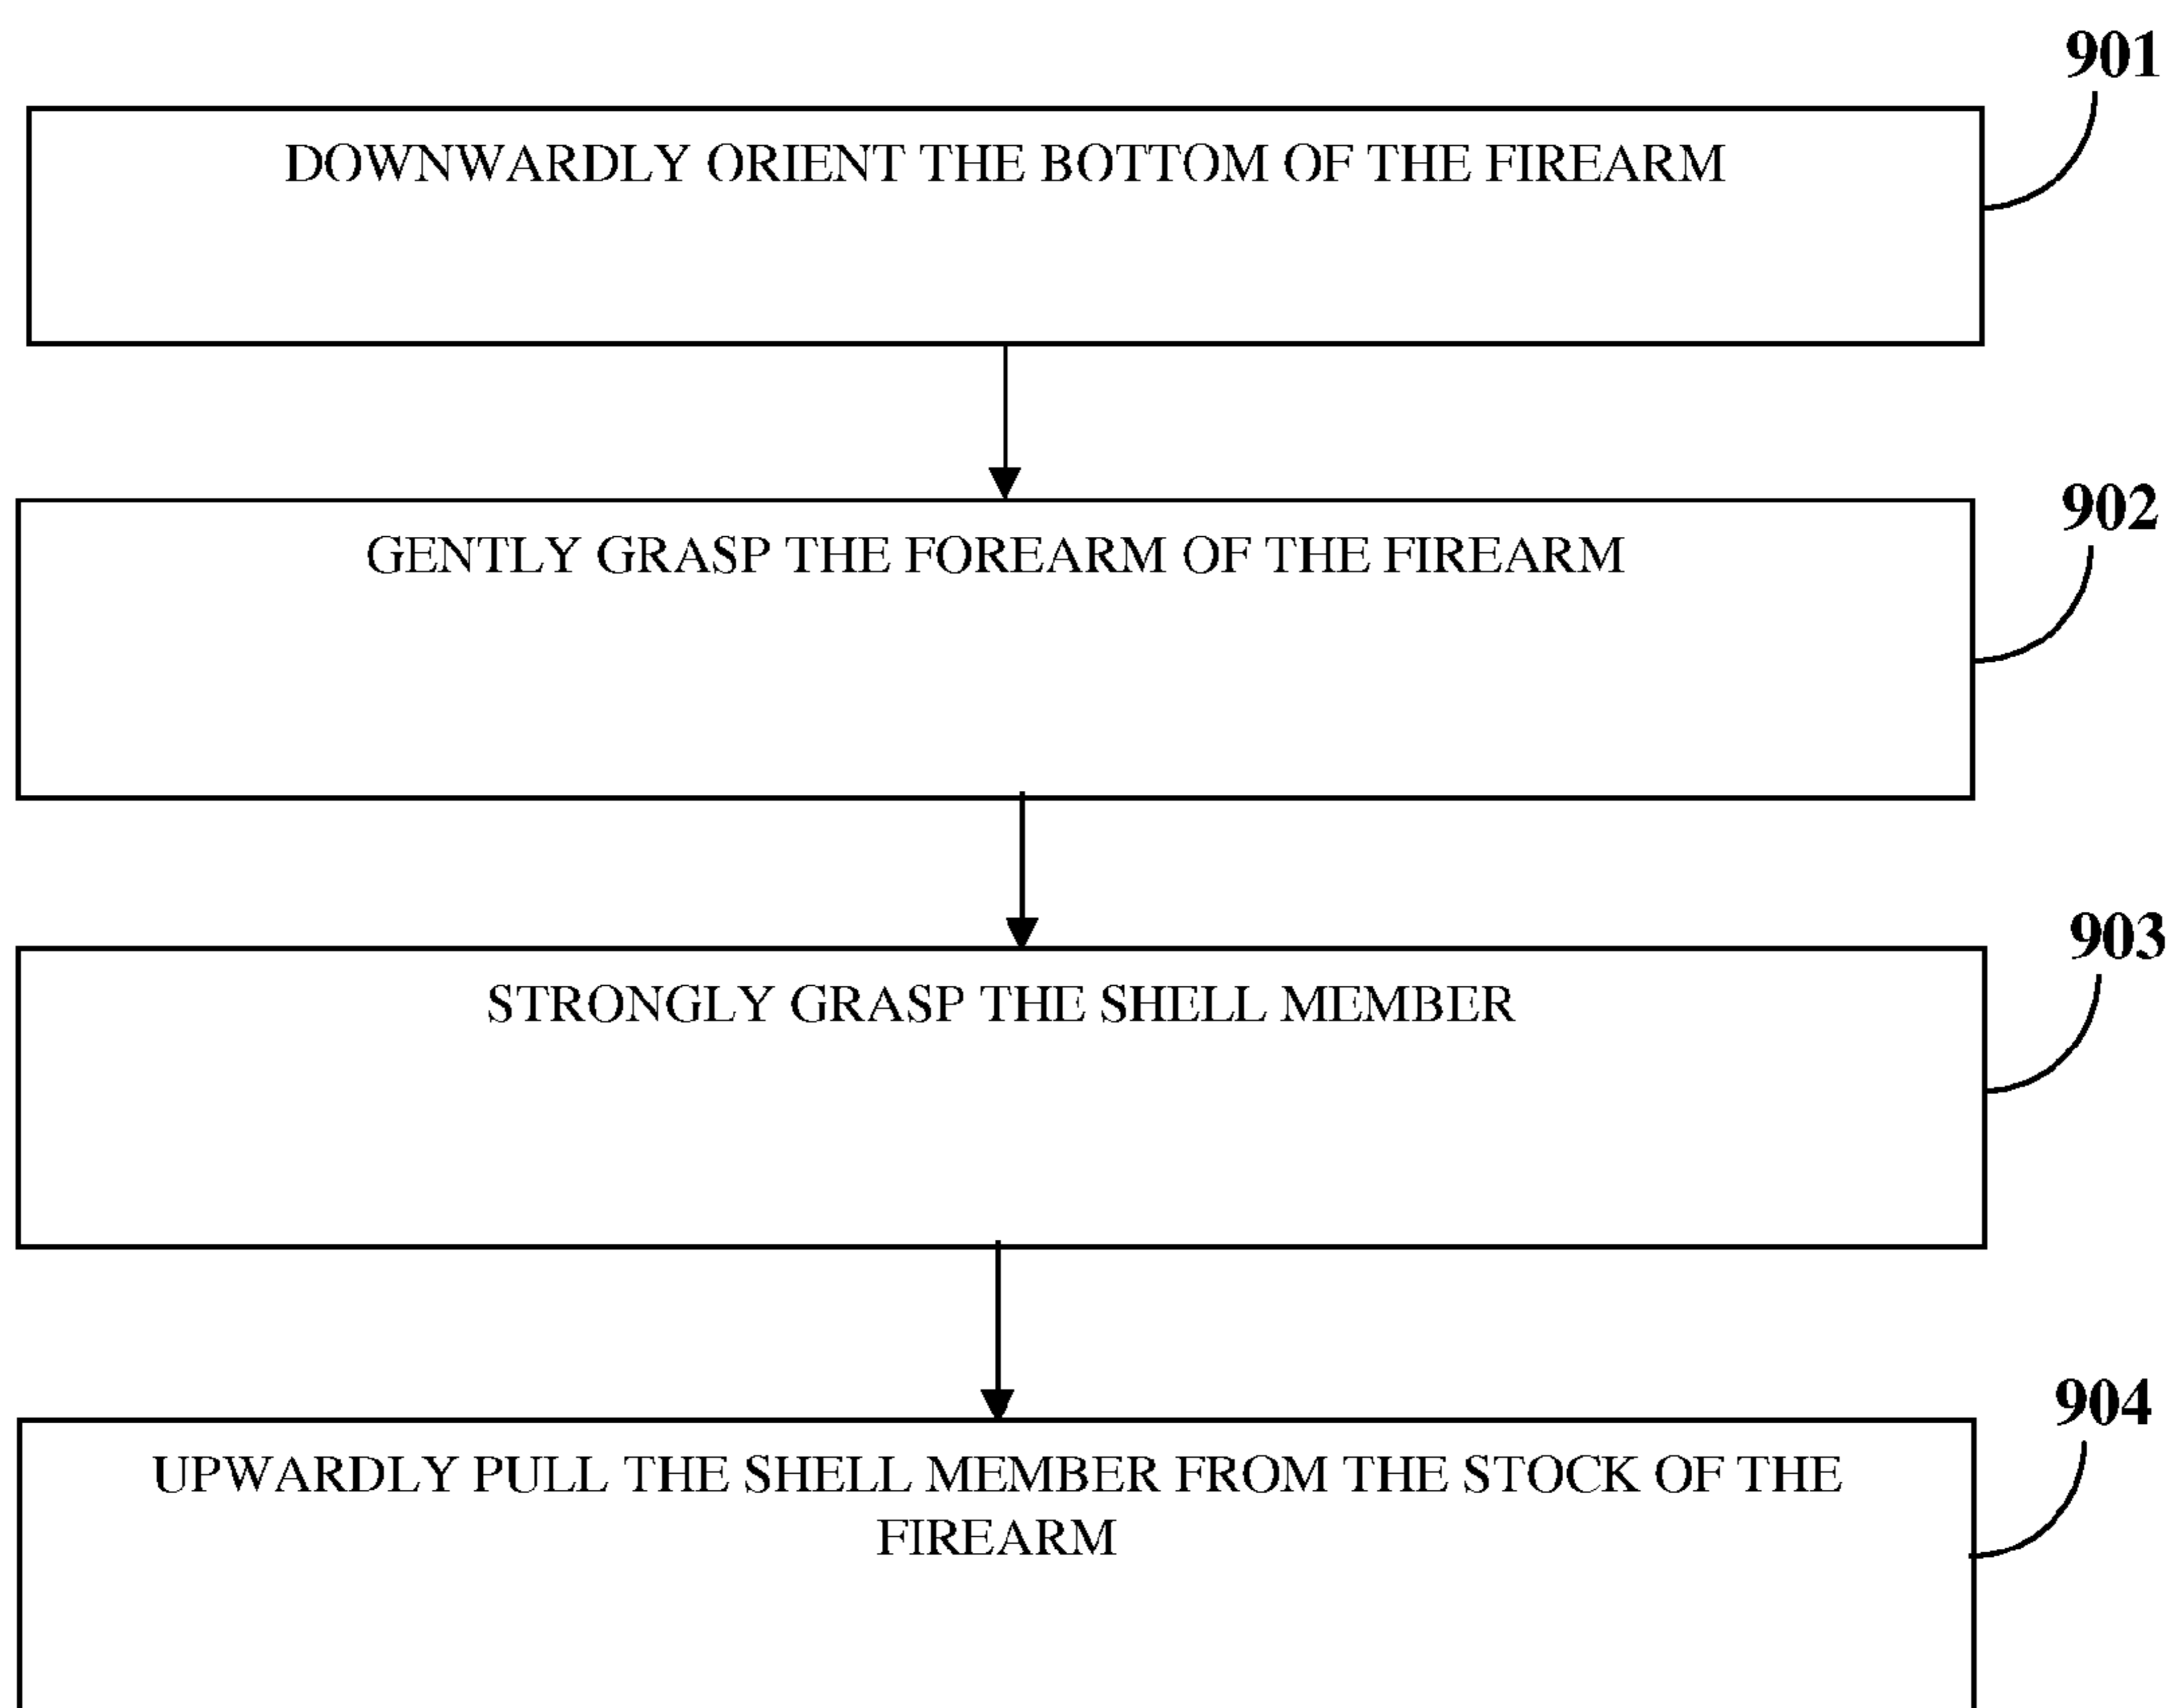 901
DOWNWARDLY ORIENT THE BOTTOM OF THE FIREARM
902
GENTLY GRASP THE FOREARM OF THE FIREARM
903
STRONGLY GRASP THE SHELL MEMBER
904
UPWARDLY PULL THE SHELL MEMBER FROM THE STOCK OF THE
FIREARM